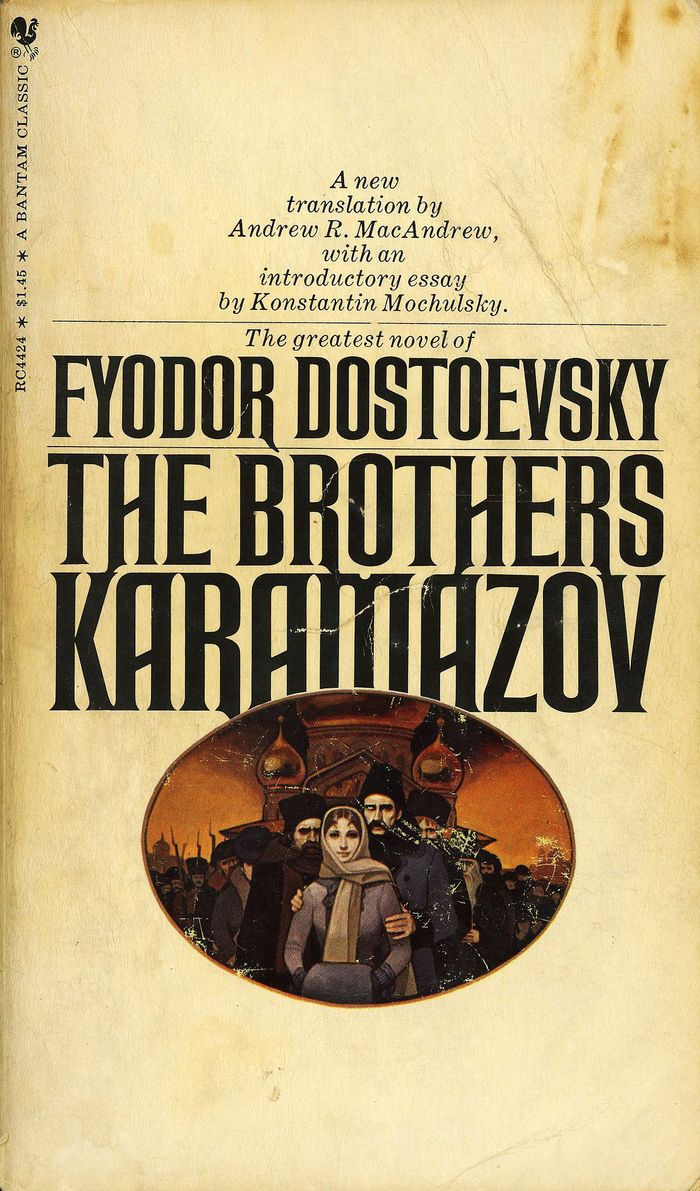 RC4424 * $1.45 * A BANTAM CLASSIC ®
A new
translation by
Andrew R. MacAndrew,
with an
introductory essay
by Konstantin Mochulsky.
The greatest novel of
FYODOR DOSTOEVSKY
THE BROTHERS
KARAMAZOV